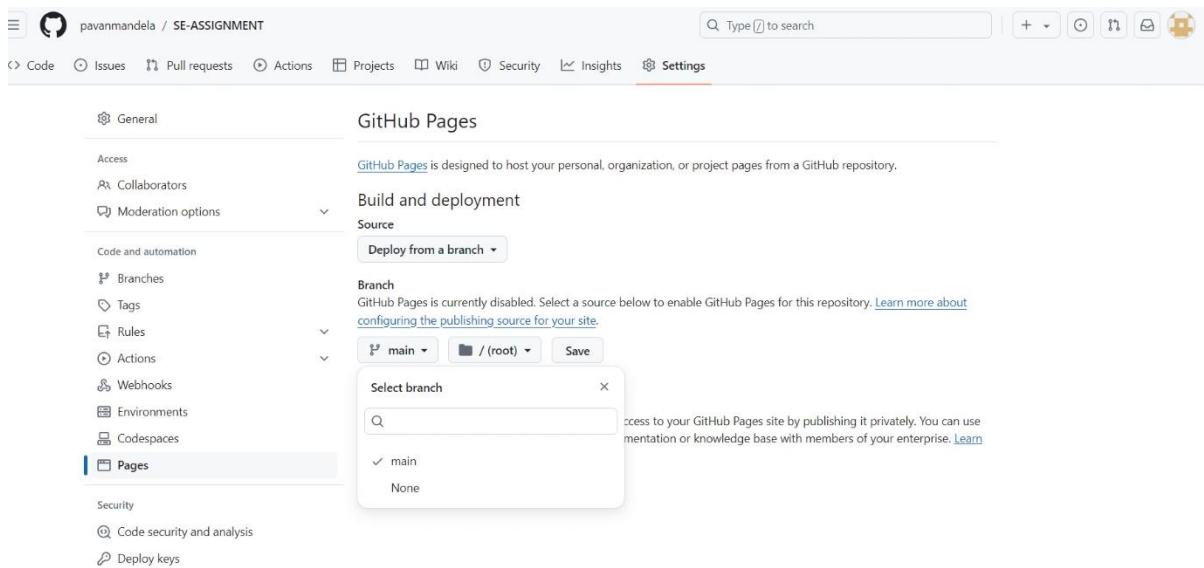 pavanmandela / SE-ASSIGNMENT
Type / to search
Code Issues Pull requests Actions Projects Wiki Security Insights Settings
General
Access
Collaborators
Moderation options
Code and automation
Branches
Tags
Rules
Actions
Webhooks
Environments
Codespaces
Pages
Security
Code security and analysis
Deploy keys
GitHub Pages
GitHub Pages is designed to host your personal, organization, or project pages from a GitHub repository.
Build and deployment
Source
Deploy from a branch
Branch
GitHub Pages is currently disabled. Select a source below to enable GitHub Pages for this repository. Learn more about
configuring the publishing source for your site.
main / (root) Save
Select branch
main
None
access to your GitHub Pages site by publishing it privately. You can use
mentation or knowledge base with members of your enterprise. Learn